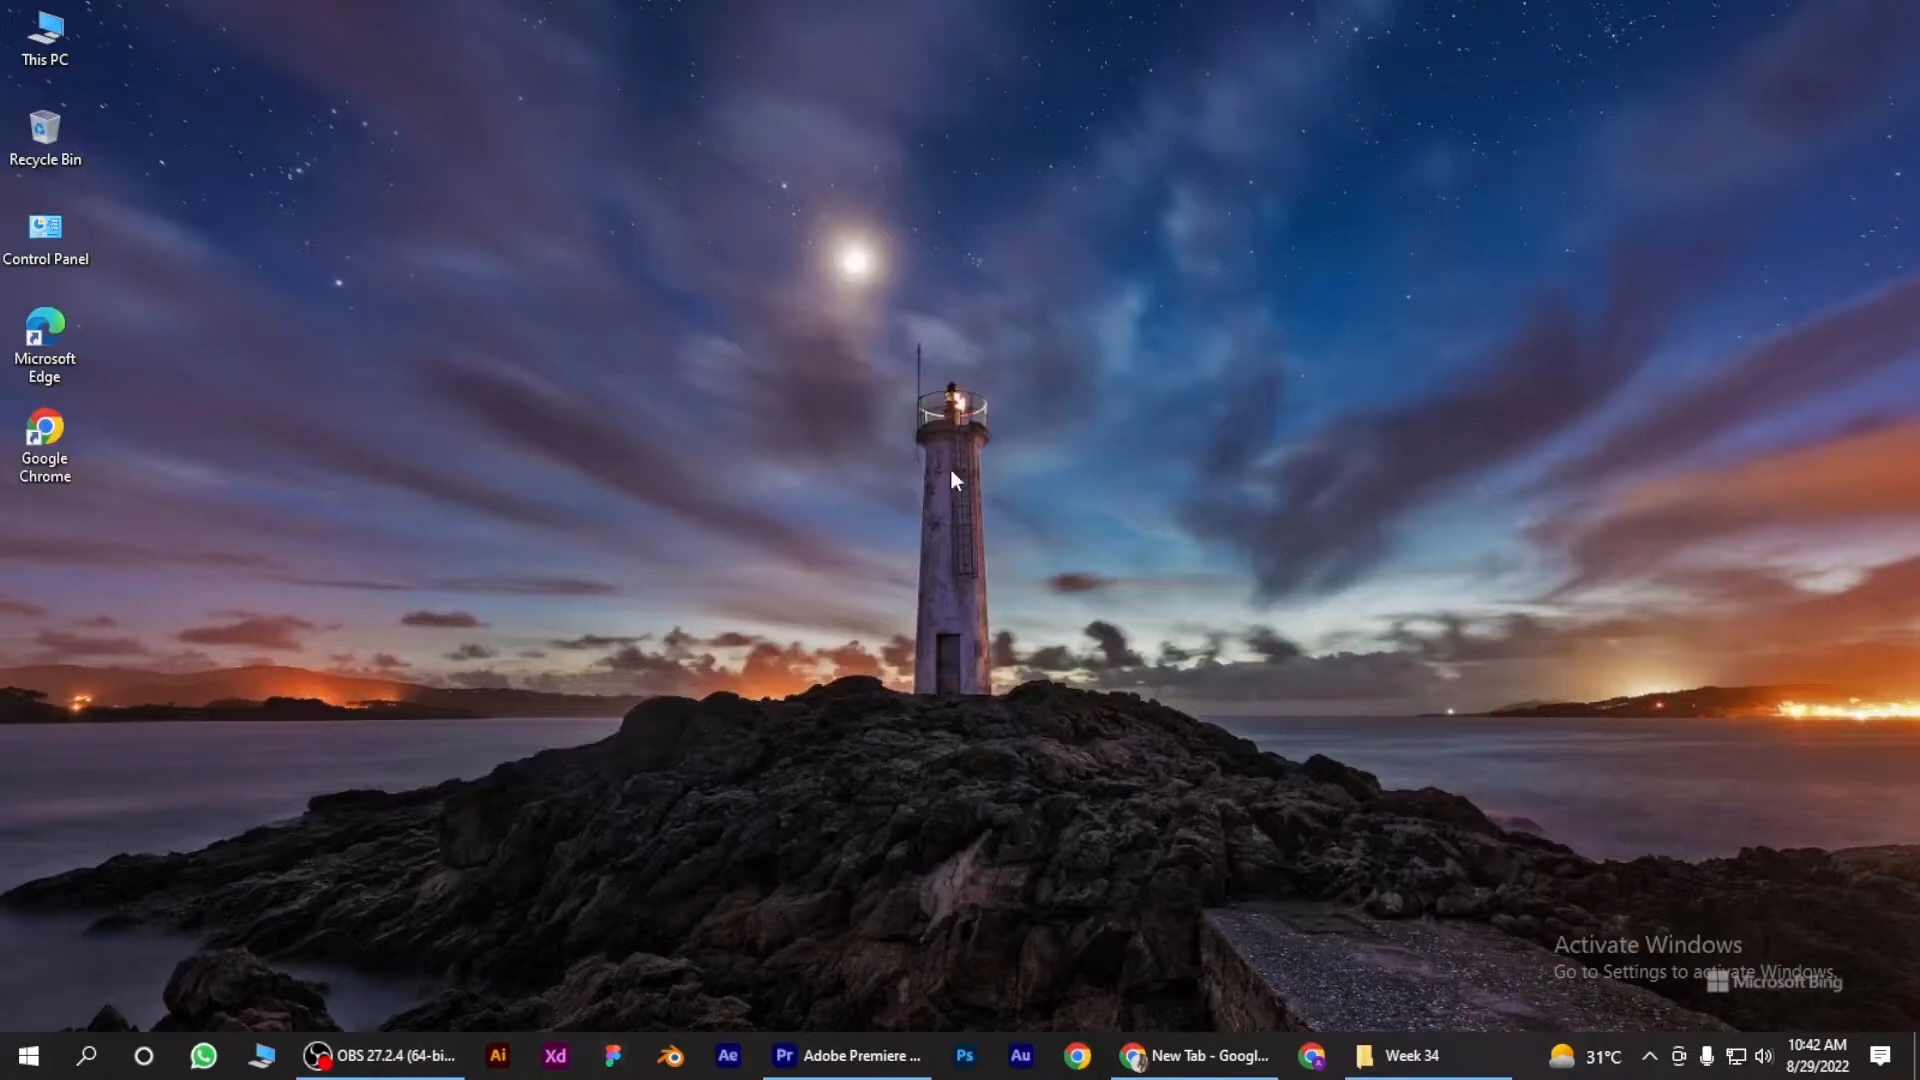 This PC
Recycle Bin
Control Panel
Microsoft
Edge
Google
Chrome
Activate Windows
Go to Settings to activate Windows.
Microsoft Bing
OBS 27.2.4 (64-bi...
Ai
Xd
Ae
Pr
Adobe Premiere ...
Ps
Au
New Tab - Googl...
Week 34
31°C
10:42 AM
8/29/2022